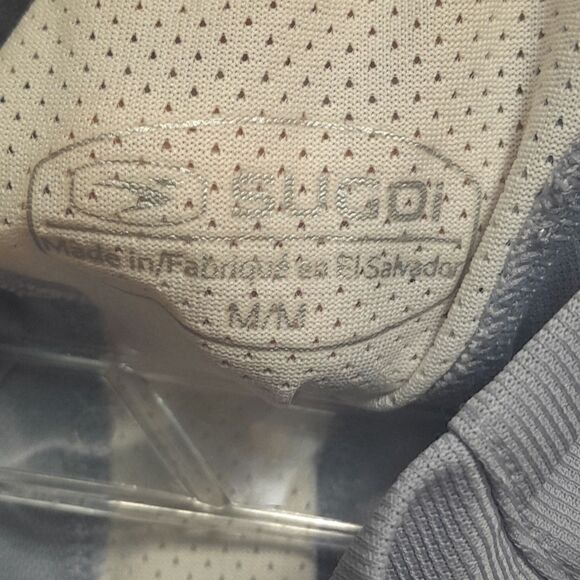 SUGOI
Made in/Fabriqué en El Salvador
M/M